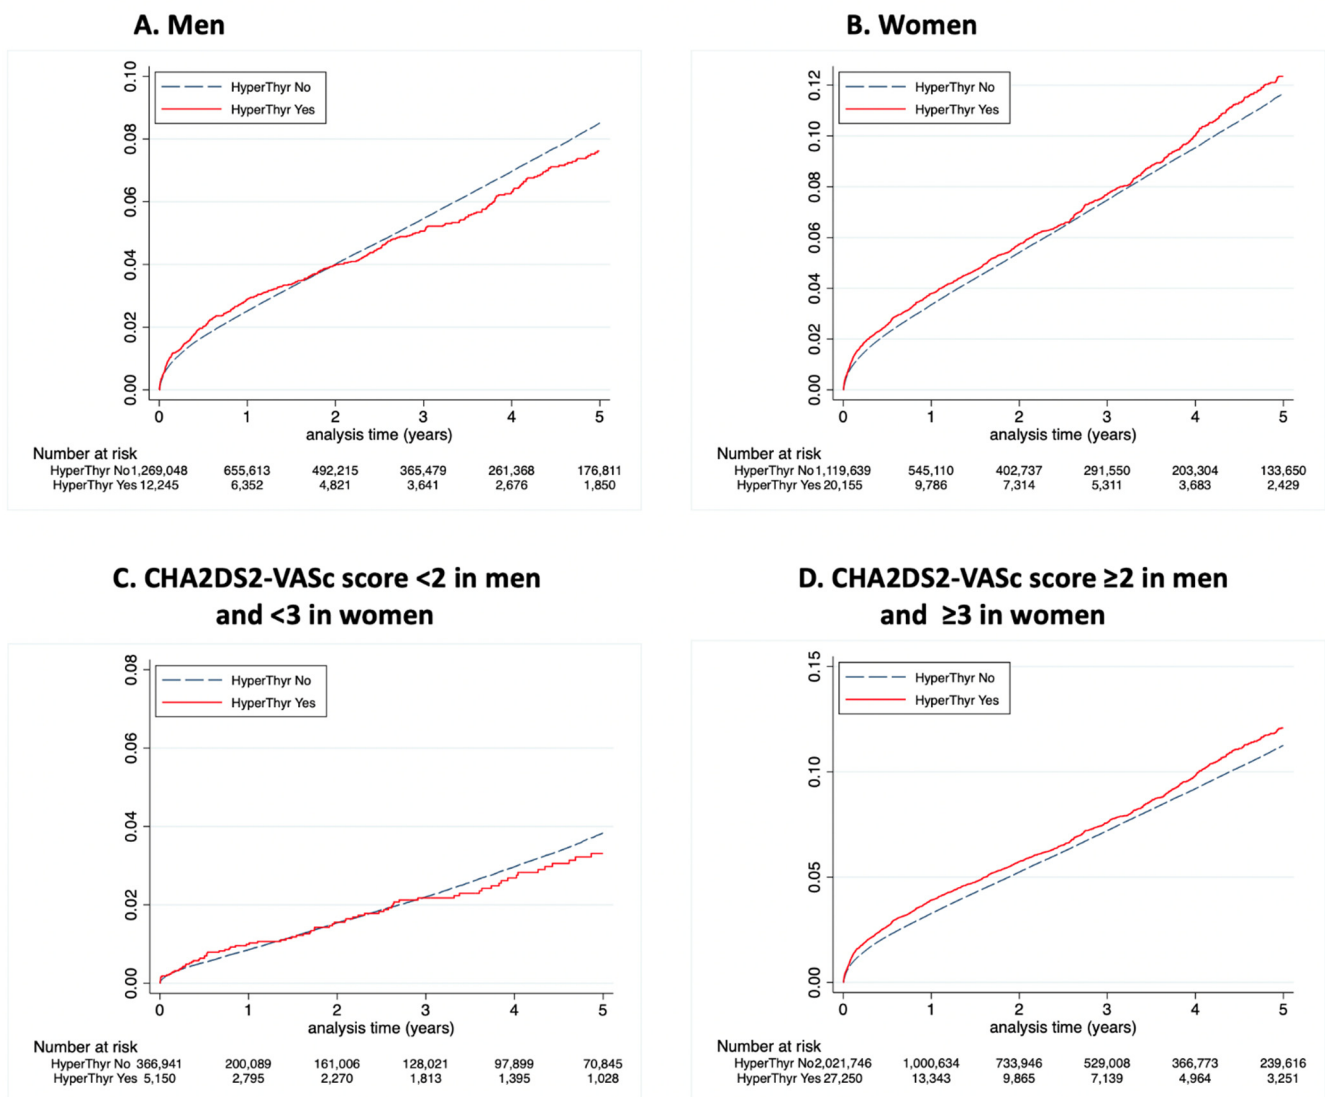 A. Men
HyperThyr No
HyperThyr Yes
0.10
0.08
0.06
0.04
0.02
0.00
0 1 2 3 4 5
analysis time (years)
Number at risk
HyperThyr No 1,269,048 655,613 492,215 365,479 261,368 176,811
HyperThyr Yes 12,245 6,352 4,821 3,641 2,676 1,850
B. Women
HyperThyr No
HyperThyr Yes
0.12
0.10
0.08
0.06
0.04
0.02
0.00
0 1 2 3 4 5
analysis time (years)
Number at risk
HyperThyr No 1,119,639 545,110 402,737 291,550 203,304 133,650
HyperThyr Yes 20,155 9,786 7,314 5,311 3,683 2,429
C. CHA2DS2-VASc score <2 in men
and <3 in women
HyperThyr No
HyperThyr Yes
0.08
0.06
0.04
0.02
0.00
0 1 2 3 4 5
analysis time (years)
Number at risk
HyperThyr No 366,941 200,089 161,006 128,021 97,899 70,845
HyperThyr Yes 5,150 2,795 2,270 1,813 1,395 1,028
D. CHA2DS2-VASc score ≥2 in men
and ≥3 in women
HyperThyr No
HyperThyr Yes
0.15
0.10
0.05
0.00
0 1 2 3 4 5
analysis time (years)
Number at risk
HyperThyr No 2,021,746 1,000,634 733,946 529,008 366,773 239,616
HyperThyr Yes 27,250 13,343 9,865 7,139 4,964 3,251